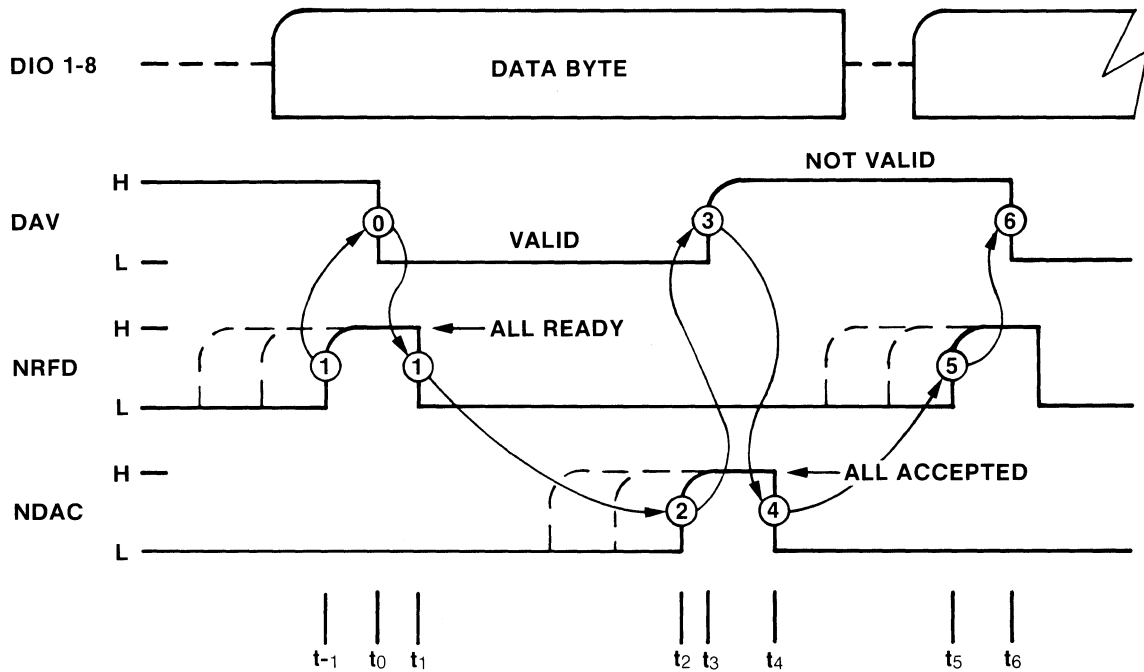 DIO 1-8
DATA BYTE
NOT VALID
H
DAV
0
3
6
VALID
L
H
ALL READY
NRFD
1
1
5
L
H
ALL ACCEPTED
NDAC
2
4
L
t-1 t0 t1 t2 t3 t4 t5 t6